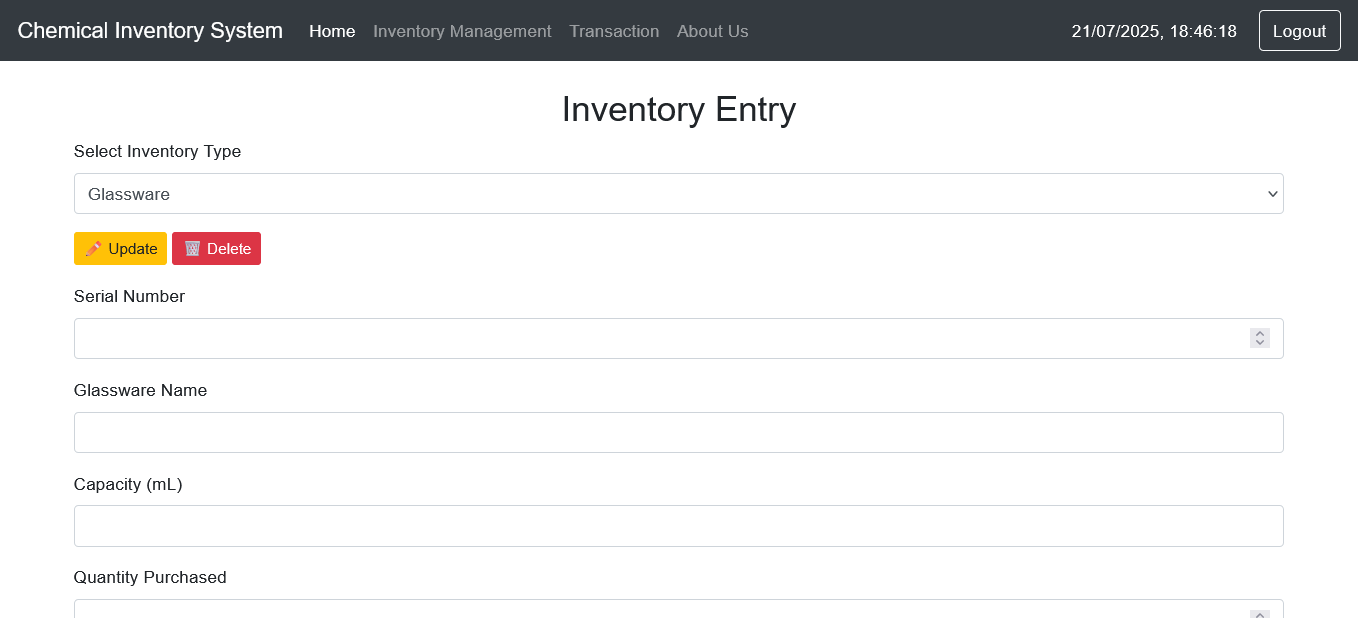 Chemical Inventory System Home Inventory Management Transaction About Us 21/07/2025, 18:46:18 Logout
Inventory Entry
Select Inventory Type
Glassware
Update Delete
Serial Number
Glassware Name
Capacity (mL)
Quantity Purchased